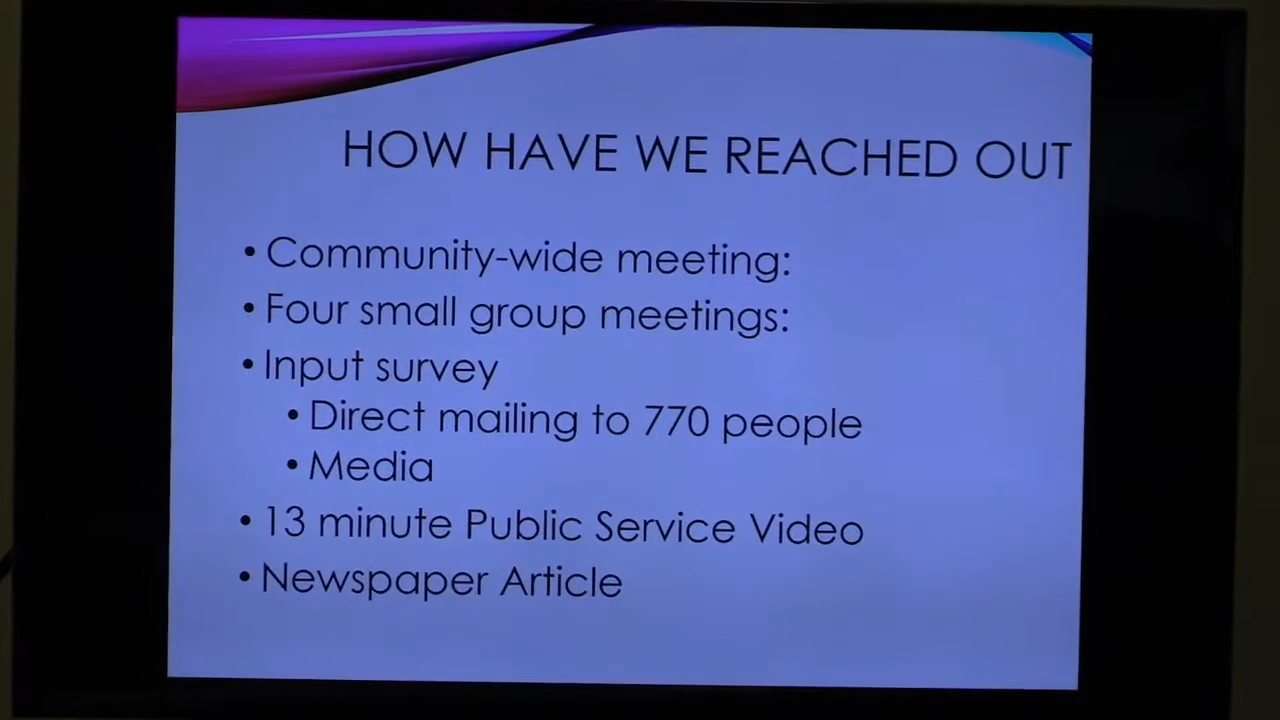 HOW HAVE WE REACHED OUT
• Community-wide meeting:
• Four small group meetings:
• Input survey
• Direct mailing to 770 people
• Media
• 13 minute Public Service Video
• Newspaper Article